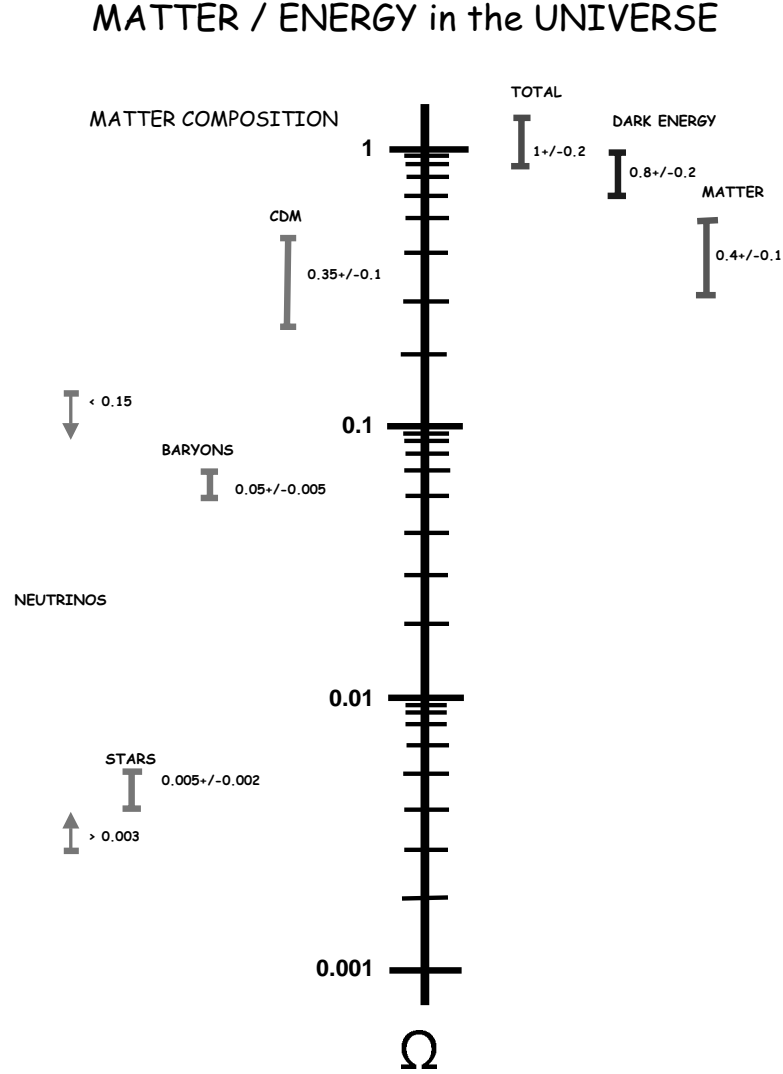 MATTER / ENERGY in the UNIVERSE
TOTAL
MATTER COMPOSITION
DARK ENERGY
1
1+/-0.2
0.8+/-0.2
MATTER
CDM
0.4+/-0.1
0.35+/-0.1
< 0.15
0.1
BARYONS
0.05+/-0.005
NEUTRINOS
0.01
STARS
0.005+/-0.002
> 0.003
0.001
Ω